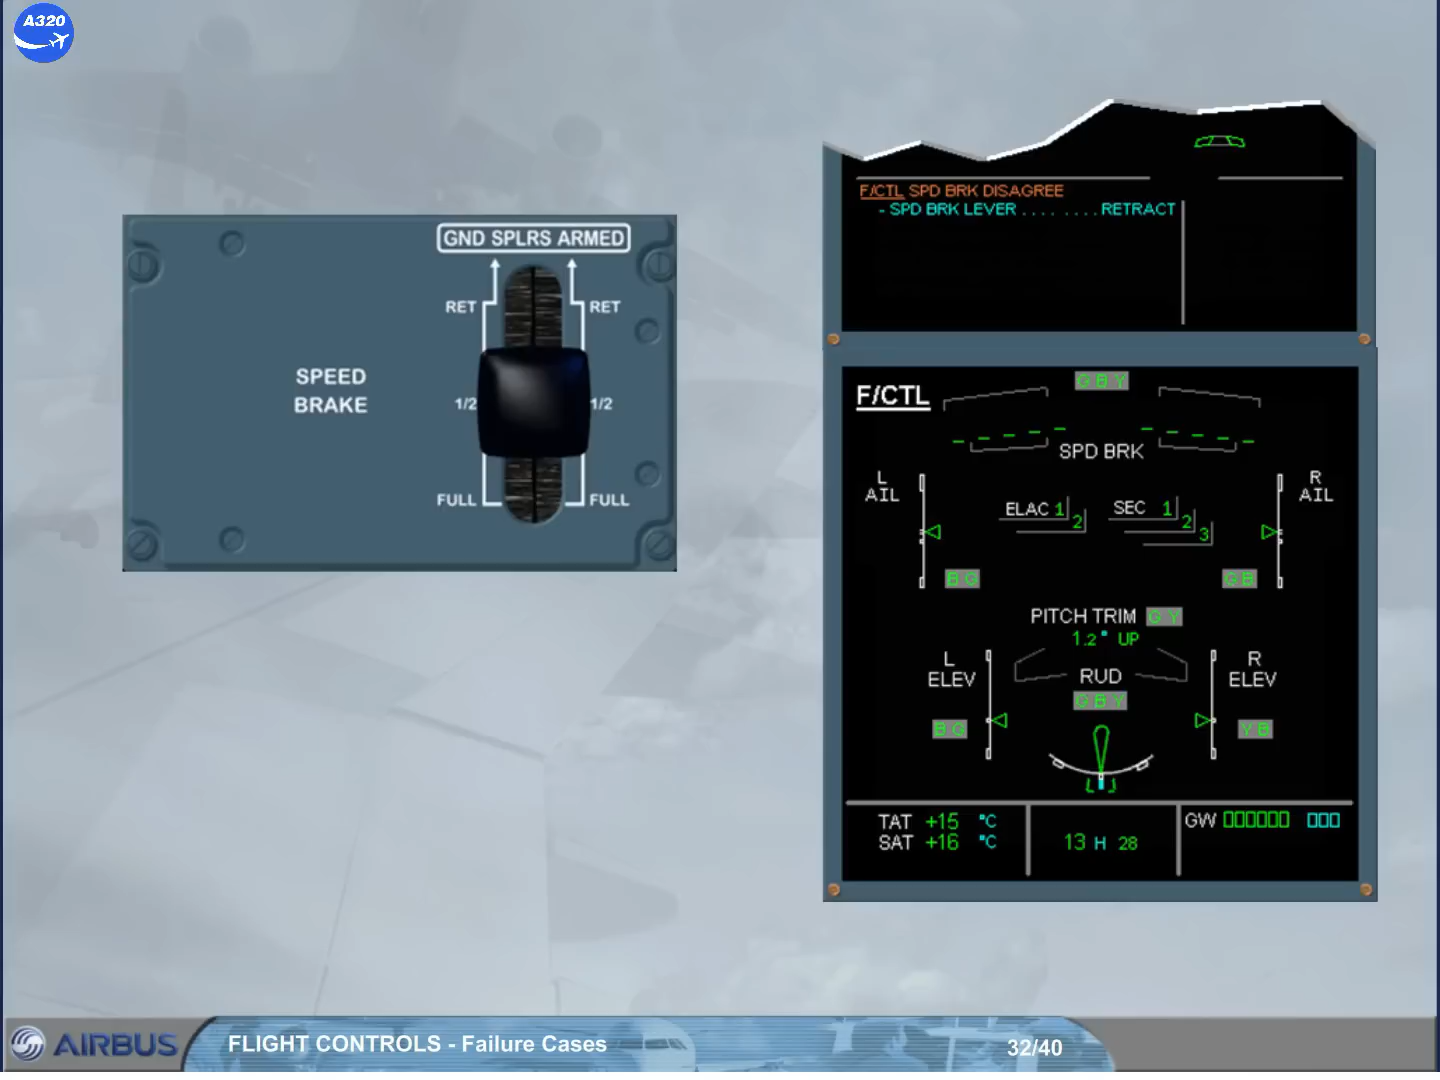 A320
GND SPLRS ARMED
RET RET
SPEED
BRAKE
1/2 1/2
FULL FULL
F/CTL SPD BRK DISAGREE
- SPD BRK LEVER . . . . . . . . RETRACT
F/CTL
G B Y
SPD BRK
L
AIL
R
AIL
ELAC 1 2
SEC 1 2 3
B G
G B
PITCH TRIM G Y
1.2° UP
L
ELEV
R
ELEV
RUD
G B Y
B G
Y B
TAT +15 °C
SAT +16 °C
13 H 28
GW
AIRBUS
FLIGHT CONTROLS - Failure Cases
32/40